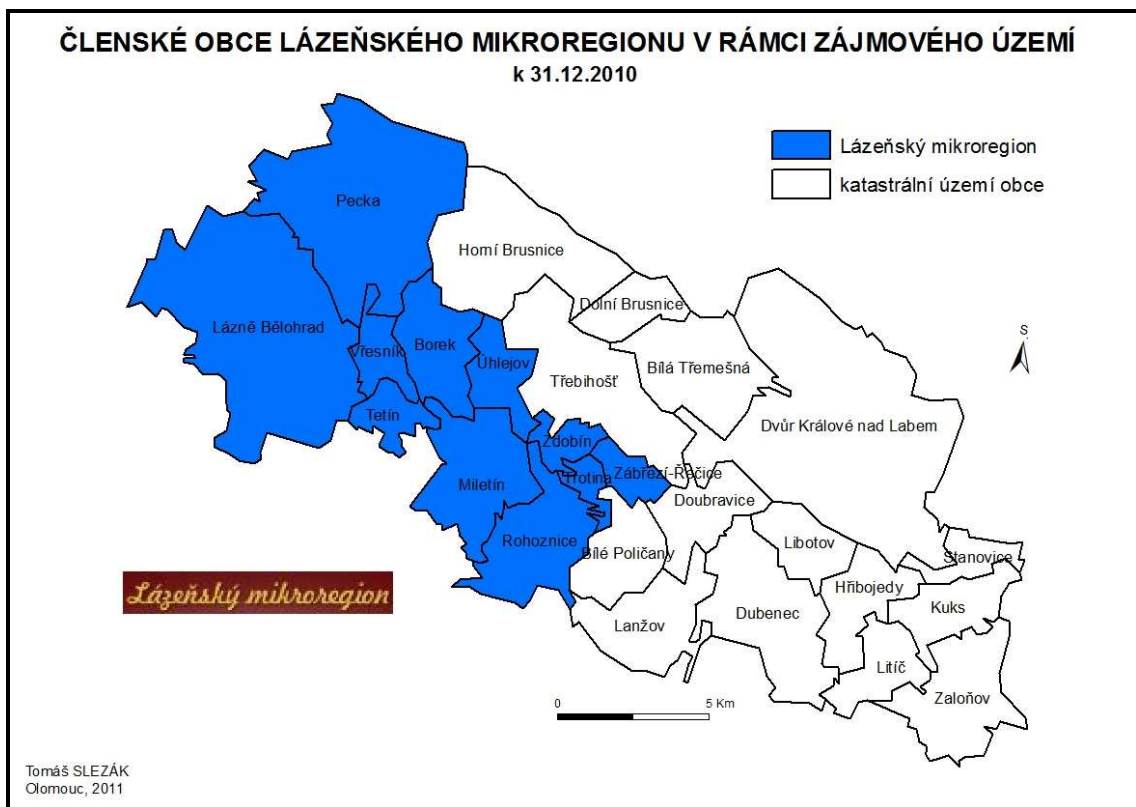 ČLENSKÉ OBCE LÁZEŇSKÉHO MIKROREGIONU V RÁMCI ZÁJMOVÉHO ÚZEMÍ
k 31.12.2010
Lázeňský mikroregion
katastrální území obce
Pecka
Horní Brusnice
Dolní Brusnice
Lázně Bělohrad
Vřesník
Borek
Úhlejov
Třebihošť
Bílá Třemešná
Dvůr Králové nad Labem
S
Tetín
Zdobín
Trotina
Zábřezí-Řečice
Miletín
Doubravice
Rohoznice
Bílé Poličany
Libotov
Stanovice
Hřibojedy
Kuks
Lanžov
Dubenec
Litíč
Zaloňov
Lázeňský mikroregion
0 5 Km
Tomáš SLEZÁK
Olomouc, 2011